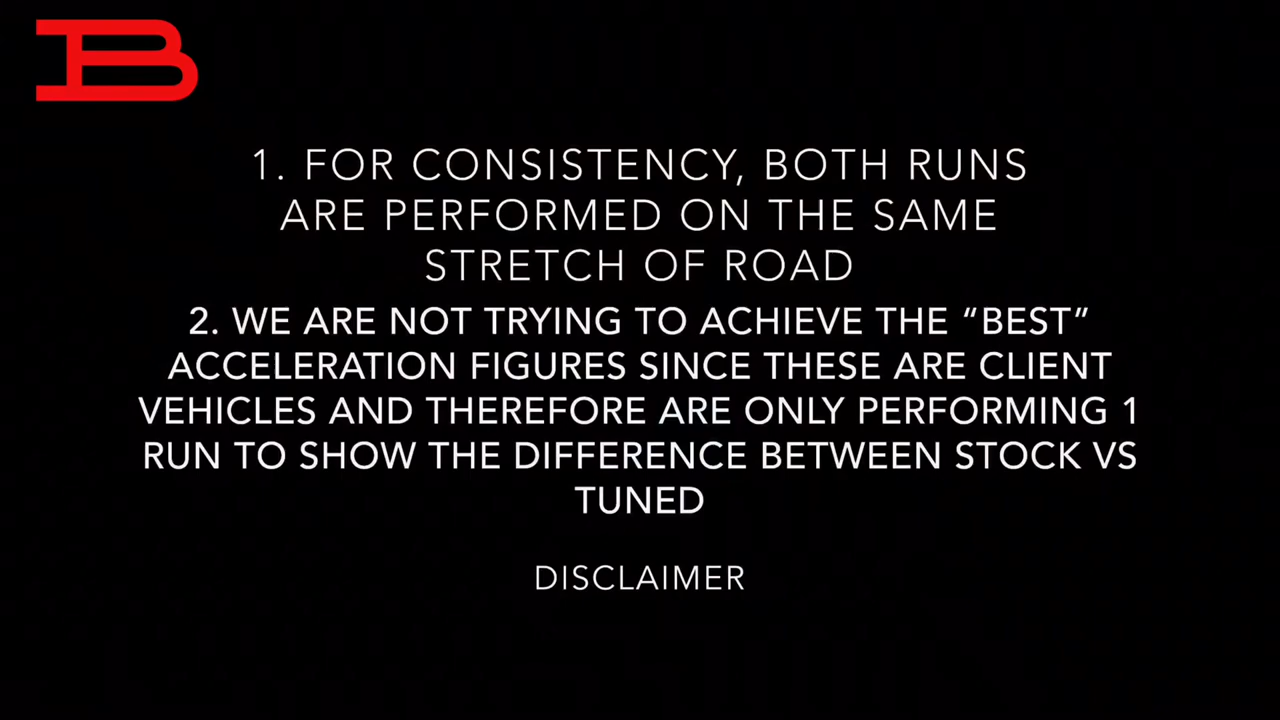 B
1. FOR CONSISTENCY, BOTH RUNS
ARE PERFORMED ON THE SAME
STRETCH OF ROAD
2. WE ARE NOT TRYING TO ACHIEVE THE “BEST”
ACCELERATION FIGURES SINCE THESE ARE CLIENT
VEHICLES AND THEREFORE ARE ONLY PERFORMING 1
RUN TO SHOW THE DIFFERENCE BETWEEN STOCK VS
TUNED
DISCLAIMER